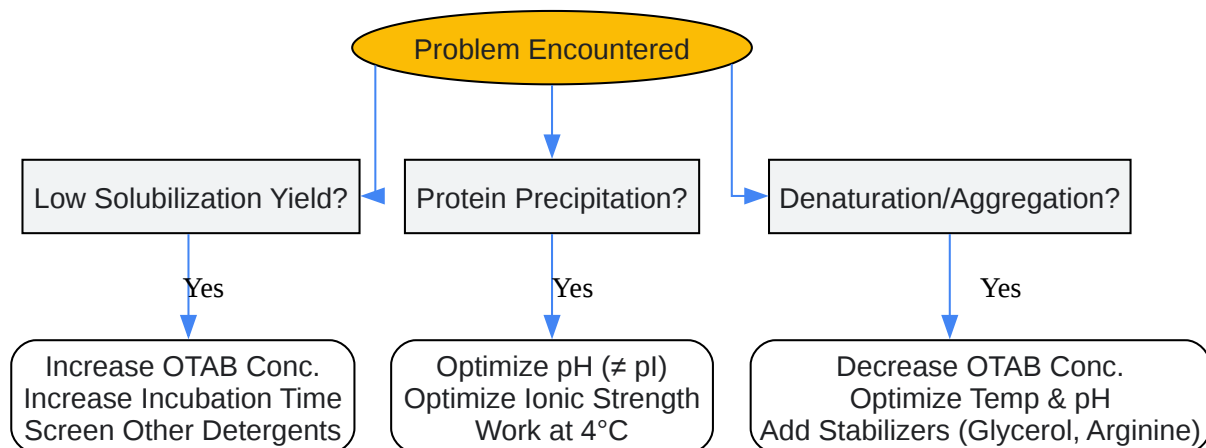 Problem Encountered
Low Solubilization Yield?
Protein Precipitation?
Denaturation/Aggregation?
Yes
Yes
Yes
Increase OTAB Conc.
Increase Incubation Time
Screen Other Detergents
Optimize pH (≠ pI)
Optimize Ionic Strength
Work at 4°C
Decrease OTAB Conc.
Optimize Temp & pH
Add Stabilizers (Glycerol, Arginine)